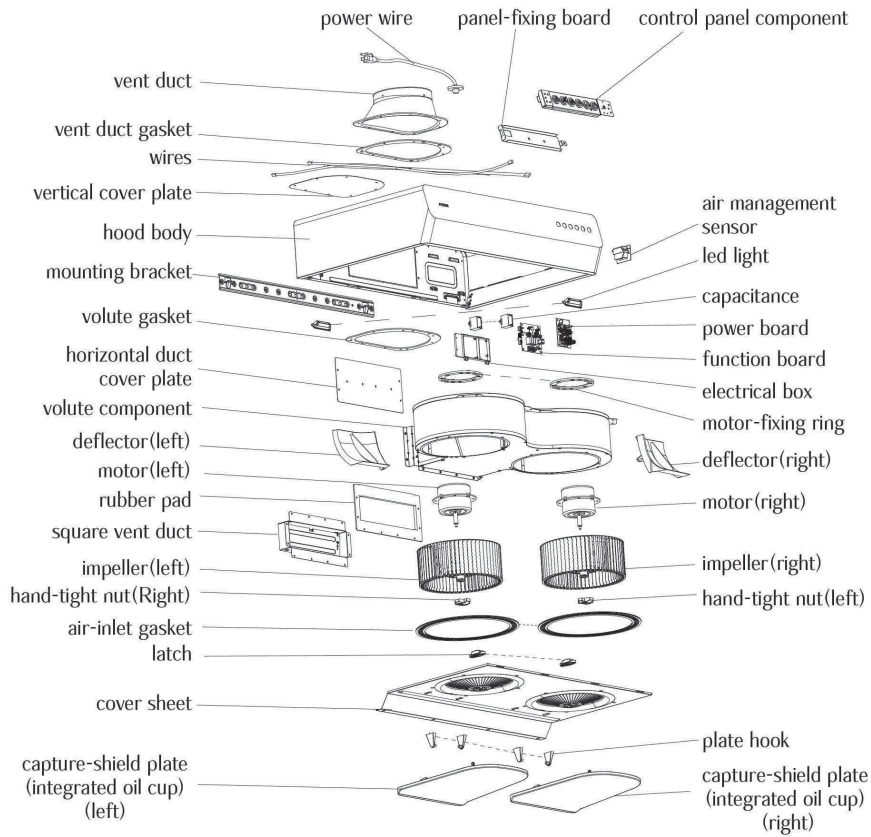 power wire
panel-fixing board
control panel component
vent duct
vent duct gasket
wires
vertical cover plate
hood body
mounting bracket
volute gasket
horizontal duct
cover plate
volute component
deflector(left)
motor(left)
rubber pad
square vent duct
impeller(left)
hand-tight nut(Right)
air-inlet gasket
latch
cover sheet
capture-shield plate
(integrated oil cup)
(left)
air management
sensor
led light
capacitance
power board
function board
electrical box
motor-fixing ring
deflector(right)
motor(right)
impeller(right)
hand-tight nut(left)
plate hook
capture-shield plate
(integrated oil cup)
(right)